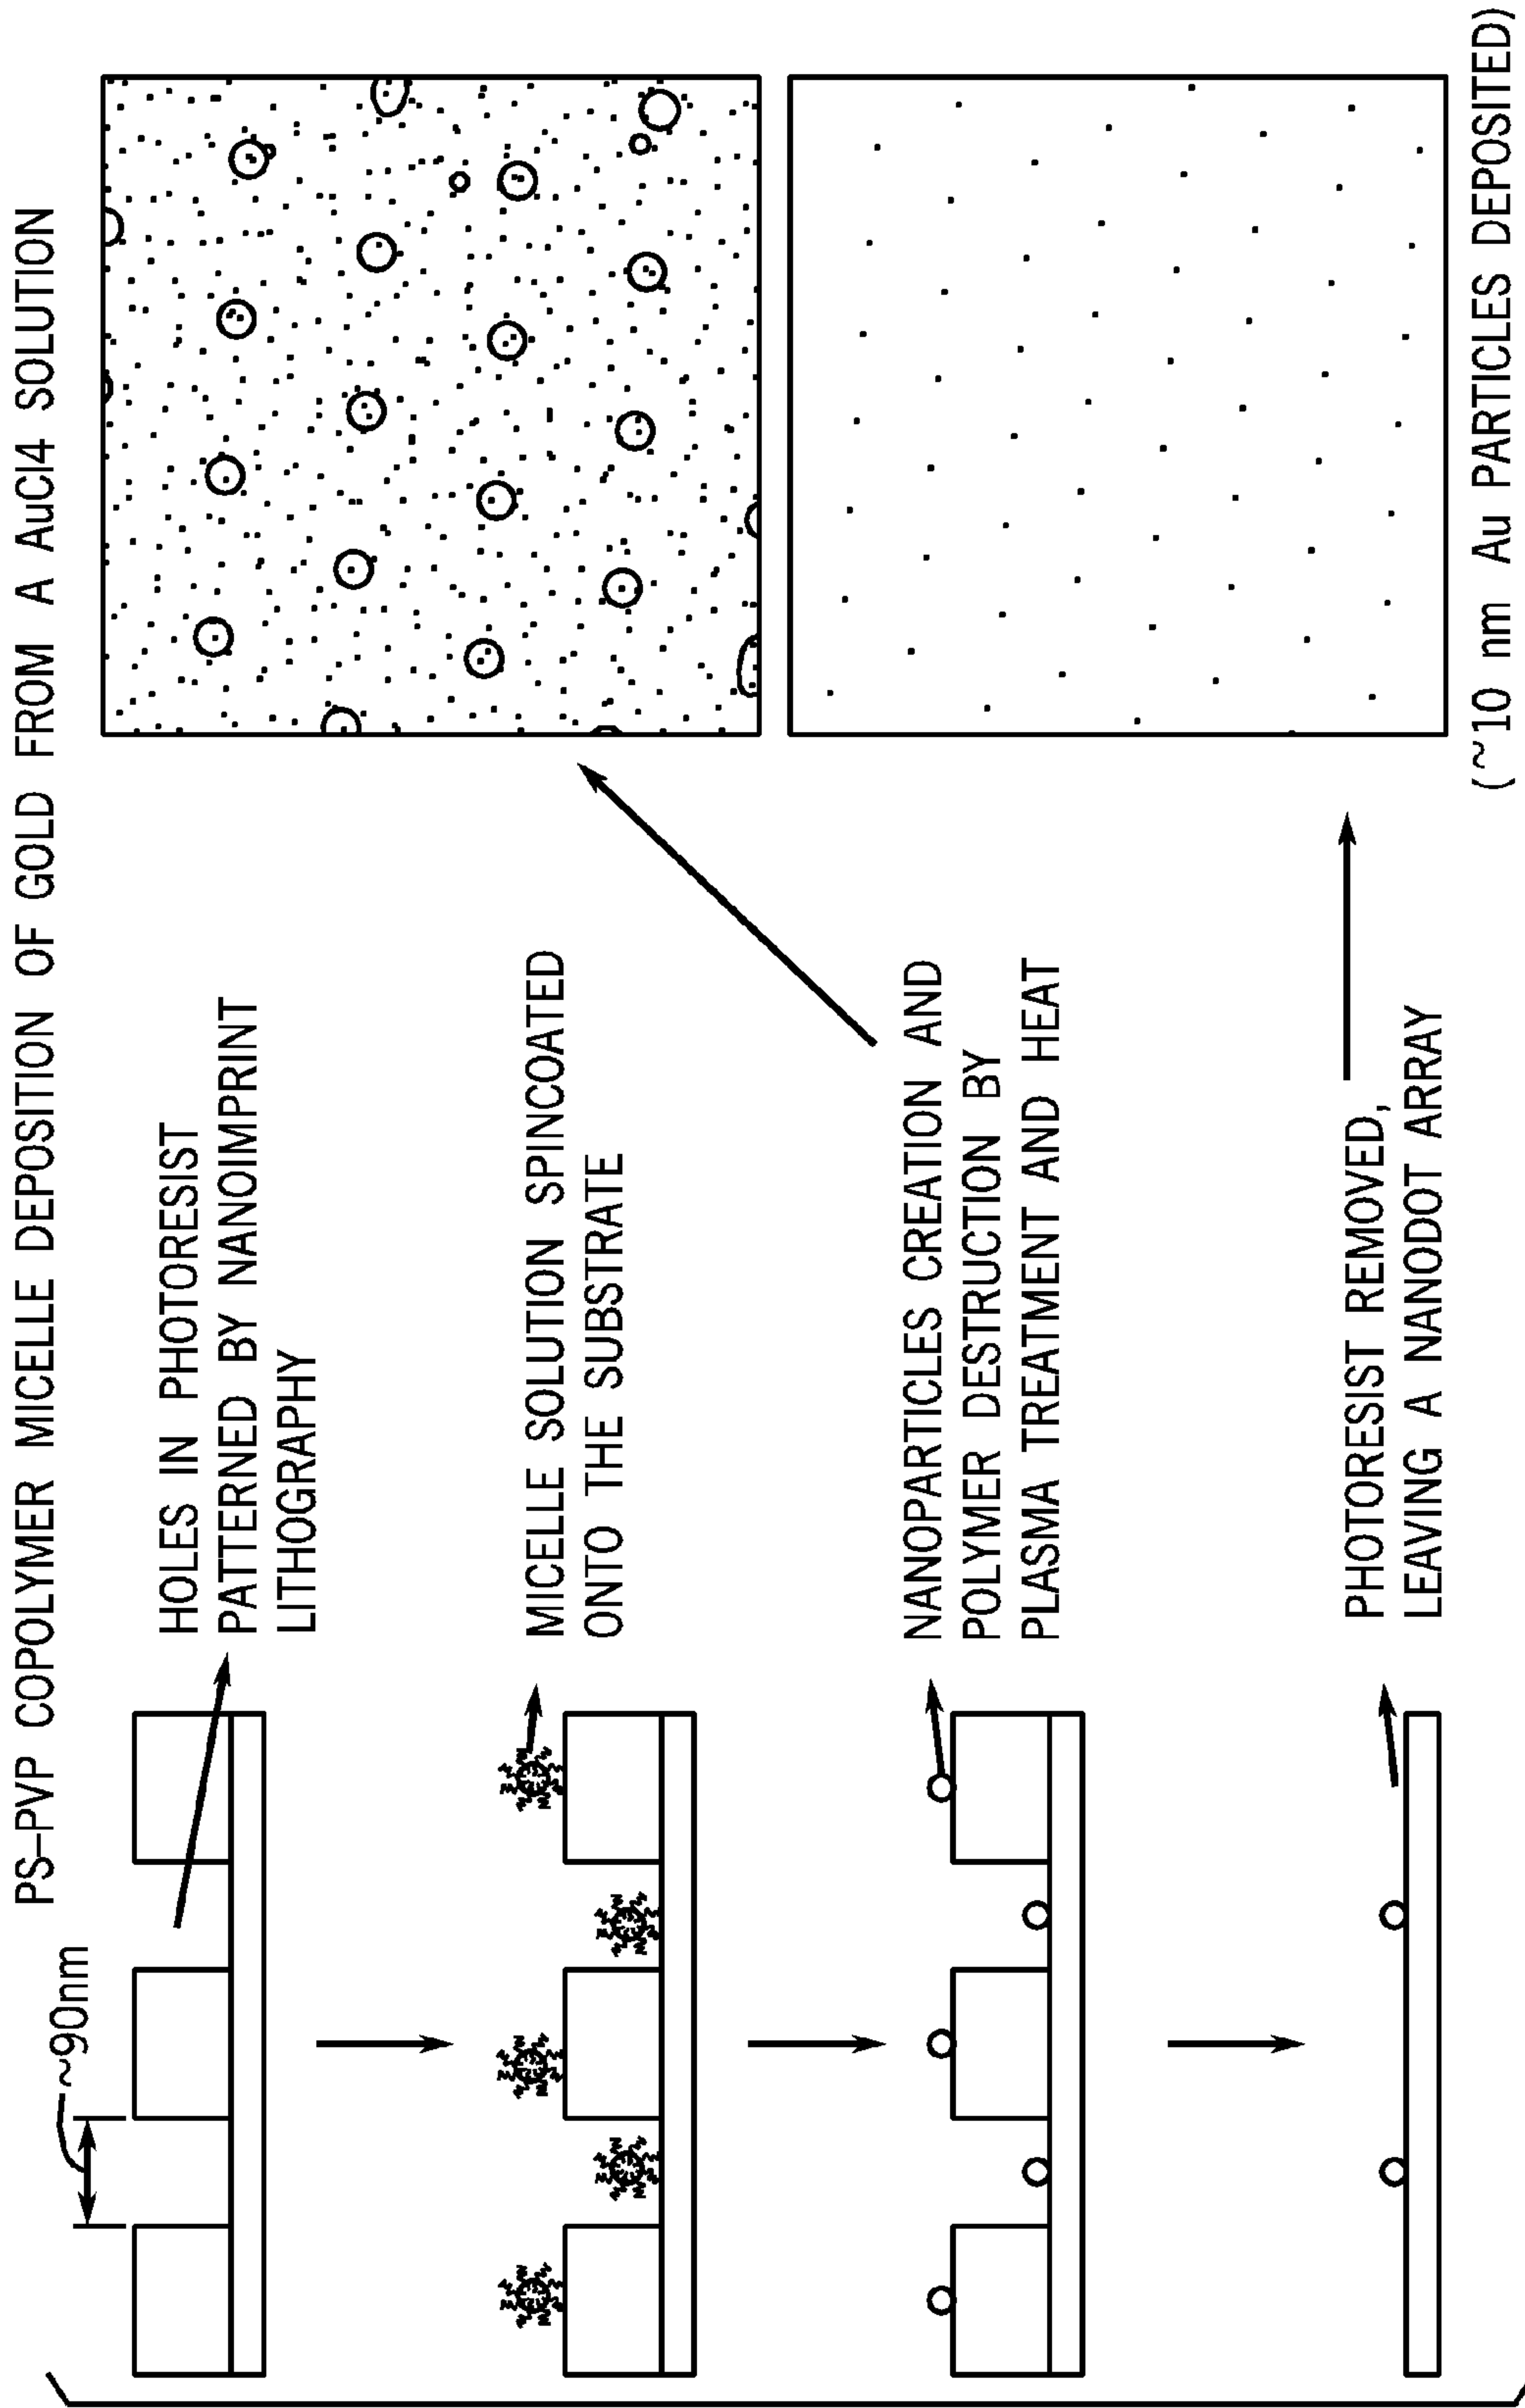 PS-PVP COPOLYMER MICELLE DEPOSITION OF GOLD FROM A AuCl4 SOLUTION
~90nm
HOLES IN PHOTORESIST
PATTERNED BY NANOIMPRINT
LITHOGRAPHY
MICELLE SOLUTION SPINCOATED
ONTO THE SUBSTRATE
NANOPARTICLES CREATION AND
POLYMER DESTRUCTION BY
PLASMA TREATMENT AND HEAT
PHOTORESIST REMOVED,
LEAVING A NANODOT ARRAY
(~10 nm Au PARTICLES DEPOSITED)